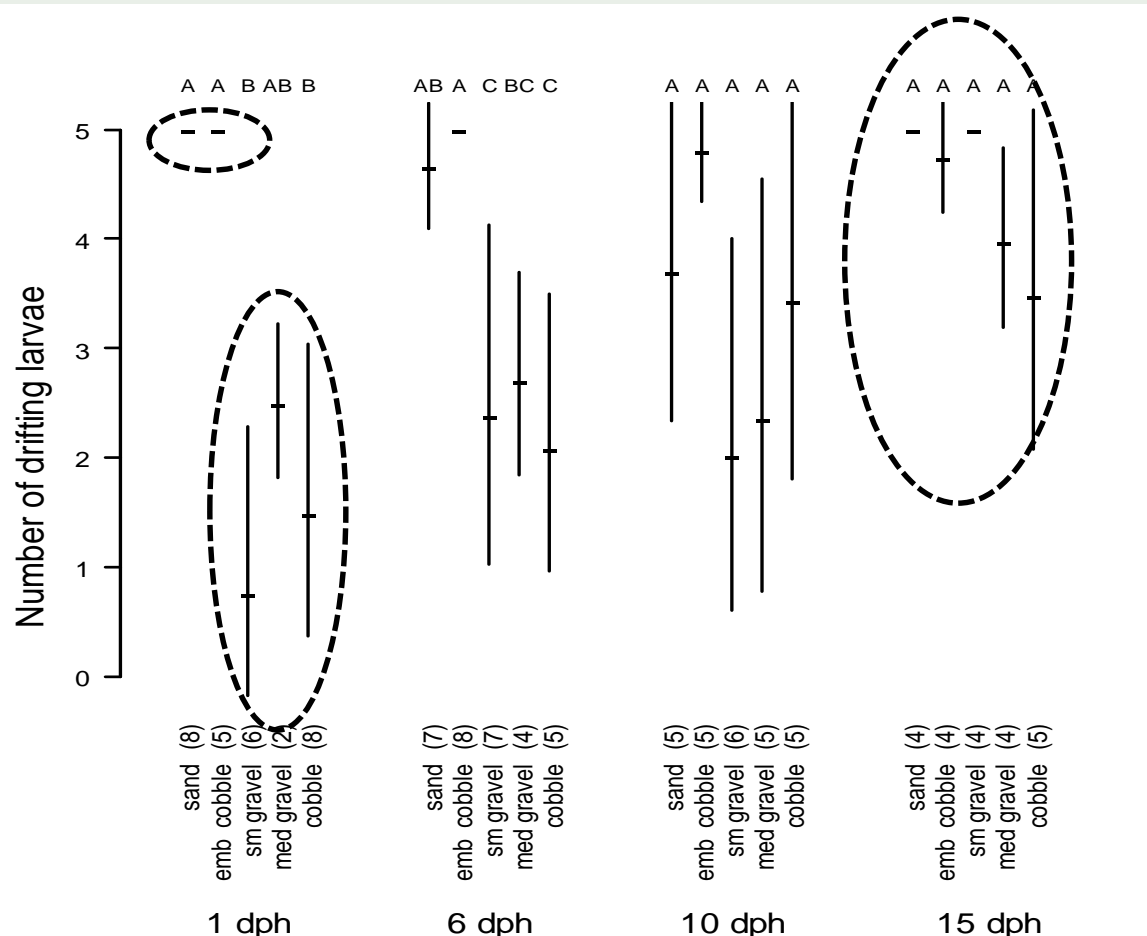 A A B AB B AB A C BC C A A A A A A A A A A
5
4
3
2
1
0
Number of drifting larvae
sand (8)
emb cobble (5)
sm gravel (6)
med gravel (2)
cobble (8)
sand (7)
emb cobble (8)
sm gravel (7)
med gravel (4)
cobble (5)
sand (5)
emb cobble (5)
sm gravel (6)
med gravel (5)
cobble (5)
sand (4)
emb cobble (4)
sm gravel (4)
med gravel (4)
cobble (5)
1 dph 6 dph 10 dph 15 dph